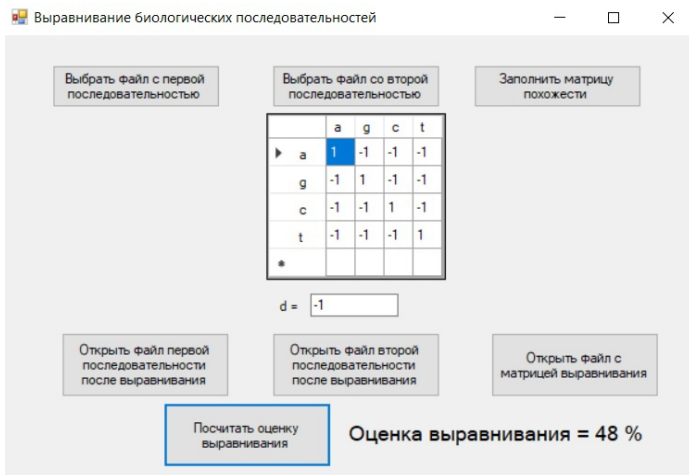 Выравнивание биологических последовательностей
Выбрать файл с первой
последовательностью
Выбрать файл со второй
последовательностью
Заполнить матрицу
похожести
a g c t
a 1 -1 -1 -1
g -1 1 -1 -1
c -1 -1 1 -1
t -1 -1 -1 1
d = -1
Открыть файл первой
последовательности
после выравнивания
Открыть файл второй
последовательности
после выравнивания
Открыть файл с
матрицей выравнивания
Посчитать оценку
выравнивания
Оценка выравнивания = 48 %